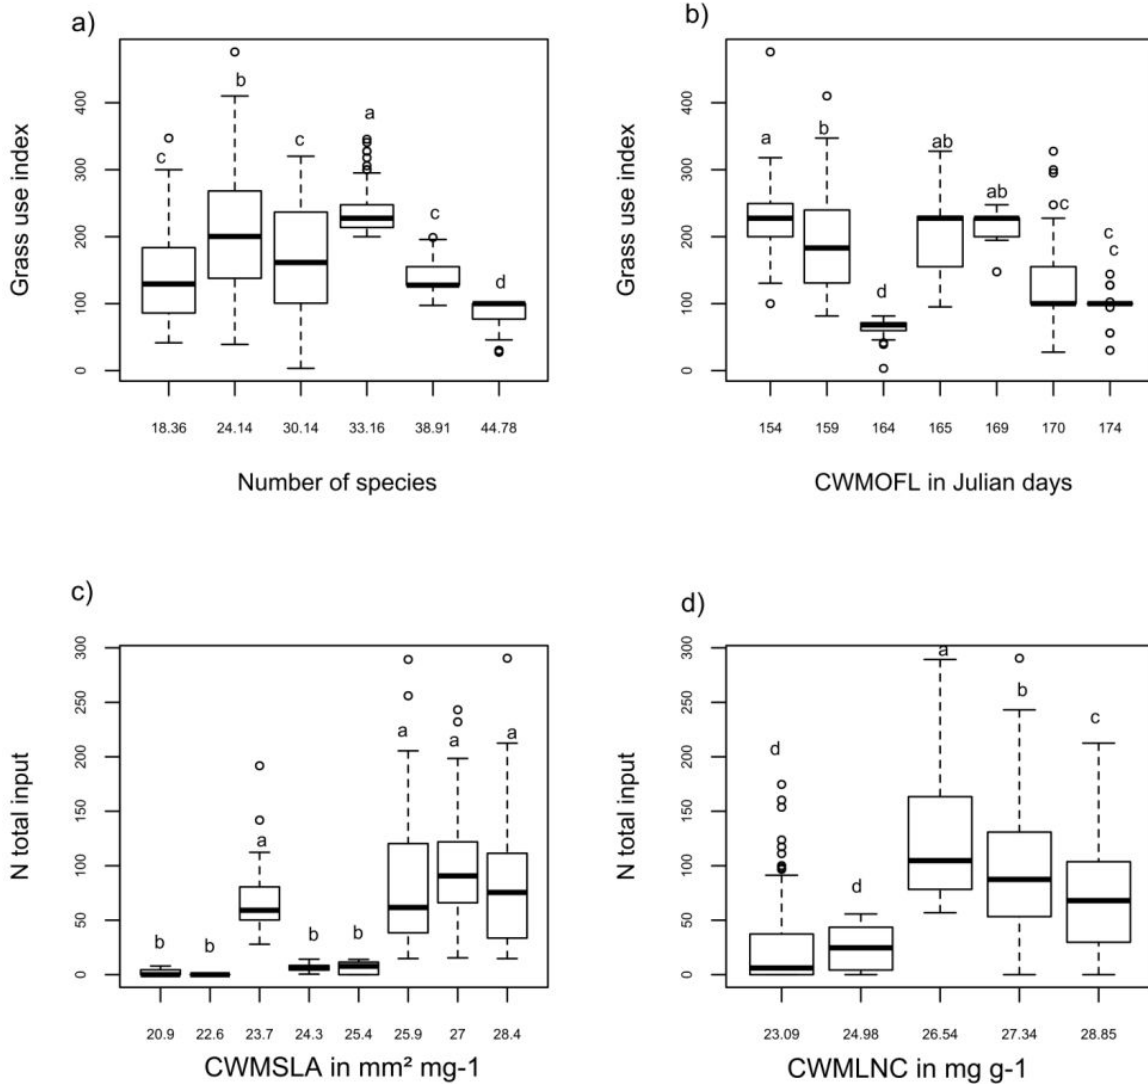 a)
Grass use index
0 100 200 300 400
c b c a c d
18.36 24.14 30.14 33.16 38.91 44.78
Number of species
b)
Grass use index
0 100 200 300 400
a b d ab ab c c
c
154 159 164 165 169 170 174
CWMOFL in Julian days
c)
N total input
0 50 100 150 200 250 300
b b a b b a a a
20.9 22.6 23.7 24.3 25.4 25.9 27 28.4
CWMSLA in mm² mg-1
d)
N total input
0 50 100 150 200 250 300
d d a b c
23.09 24.98 26.54 27.34 28.85
CWMLNC in mg g-1